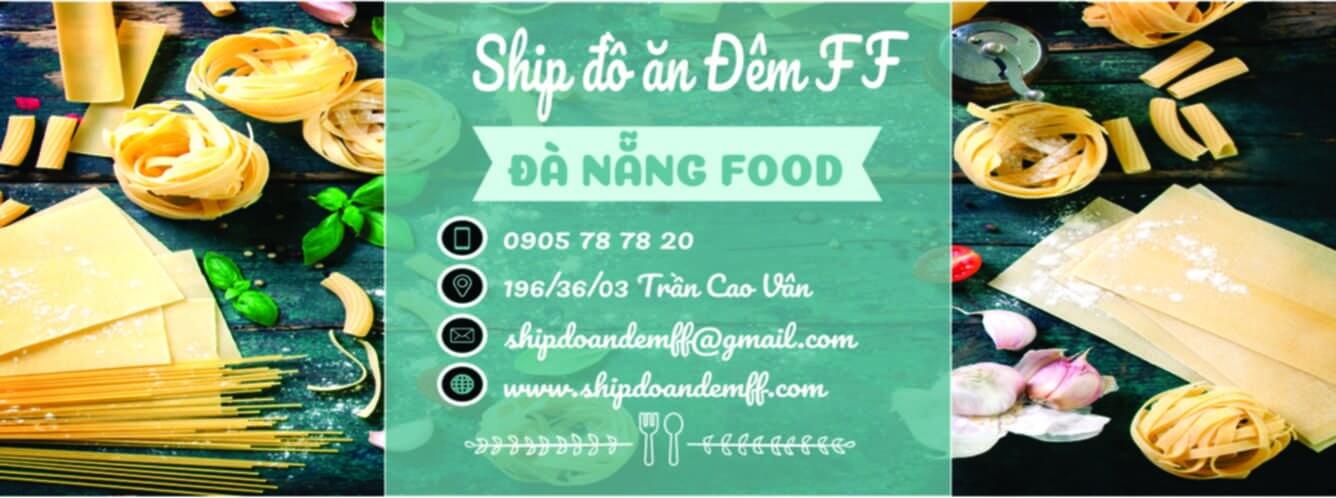 Ship đồ ăn Đêm FF
ĐÀ NẴNG FOOD
0905 78 78 20
196/36/03 Trần Cao Vân
shipdoandemff@gmail.com
www.shipdoandemff.com